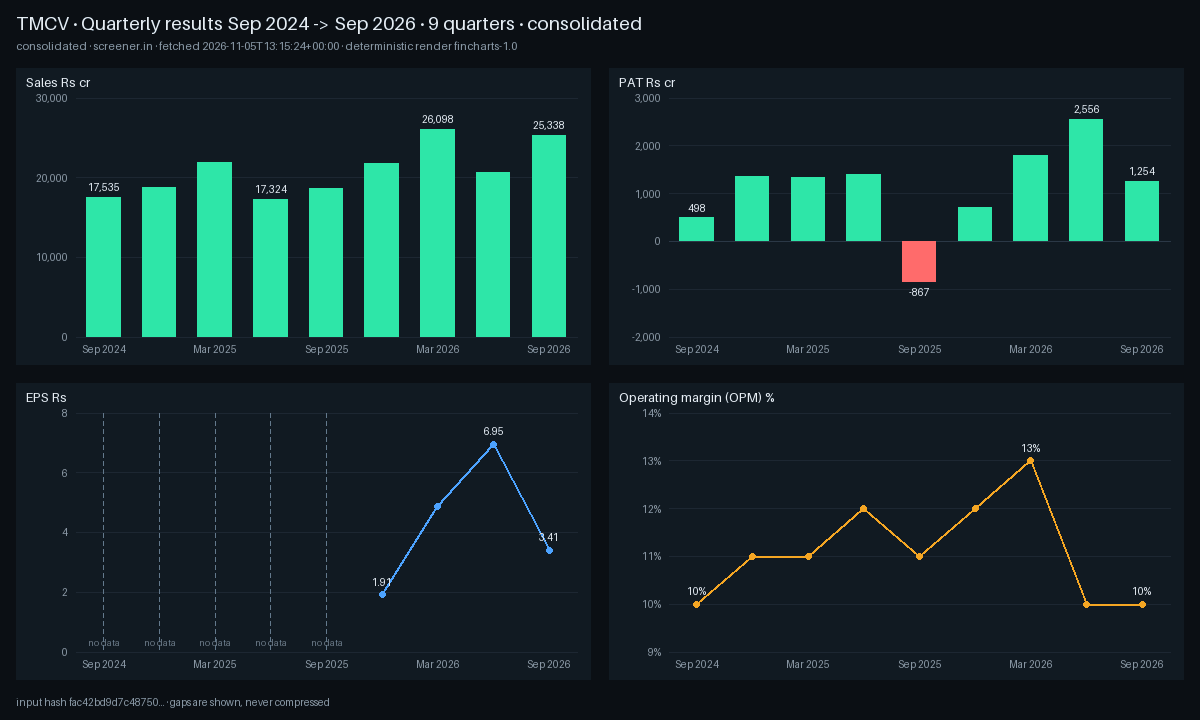 TMCV · Quarterly results Sep 2024 -> Sep 2026 · 9 quarters · consolidated
consolidated · screener.in · fetched 2026-11-05T13:15:24+00:00 · deterministic render fincharts-1.0
Sales Rs cr
30,000
20,000
10,000
0
17,535
17,324
26,098
25,338
Sep 2024
Mar 2025
Sep 2025
Mar 2026
Sep 2026
PAT Rs cr
3,000
2,000
1,000
0
-1,000
-2,000
498
-867
2,556
1,254
Sep 2024
Mar 2025
Sep 2025
Mar 2026
Sep 2026
EPS Rs
8
6
4
2
0
no data
no data
no data
no data
no data
1.91
6.95
3.41
Sep 2024
Mar 2025
Sep 2025
Mar 2026
Sep 2026
Operating margin (OPM) %
14%
13%
12%
11%
10%
9%
10%
13%
10%
Sep 2024
Mar 2025
Sep 2025
Mar 2026
Sep 2026
input hash fac42bd9d7c48750… · gaps are shown, never compressed